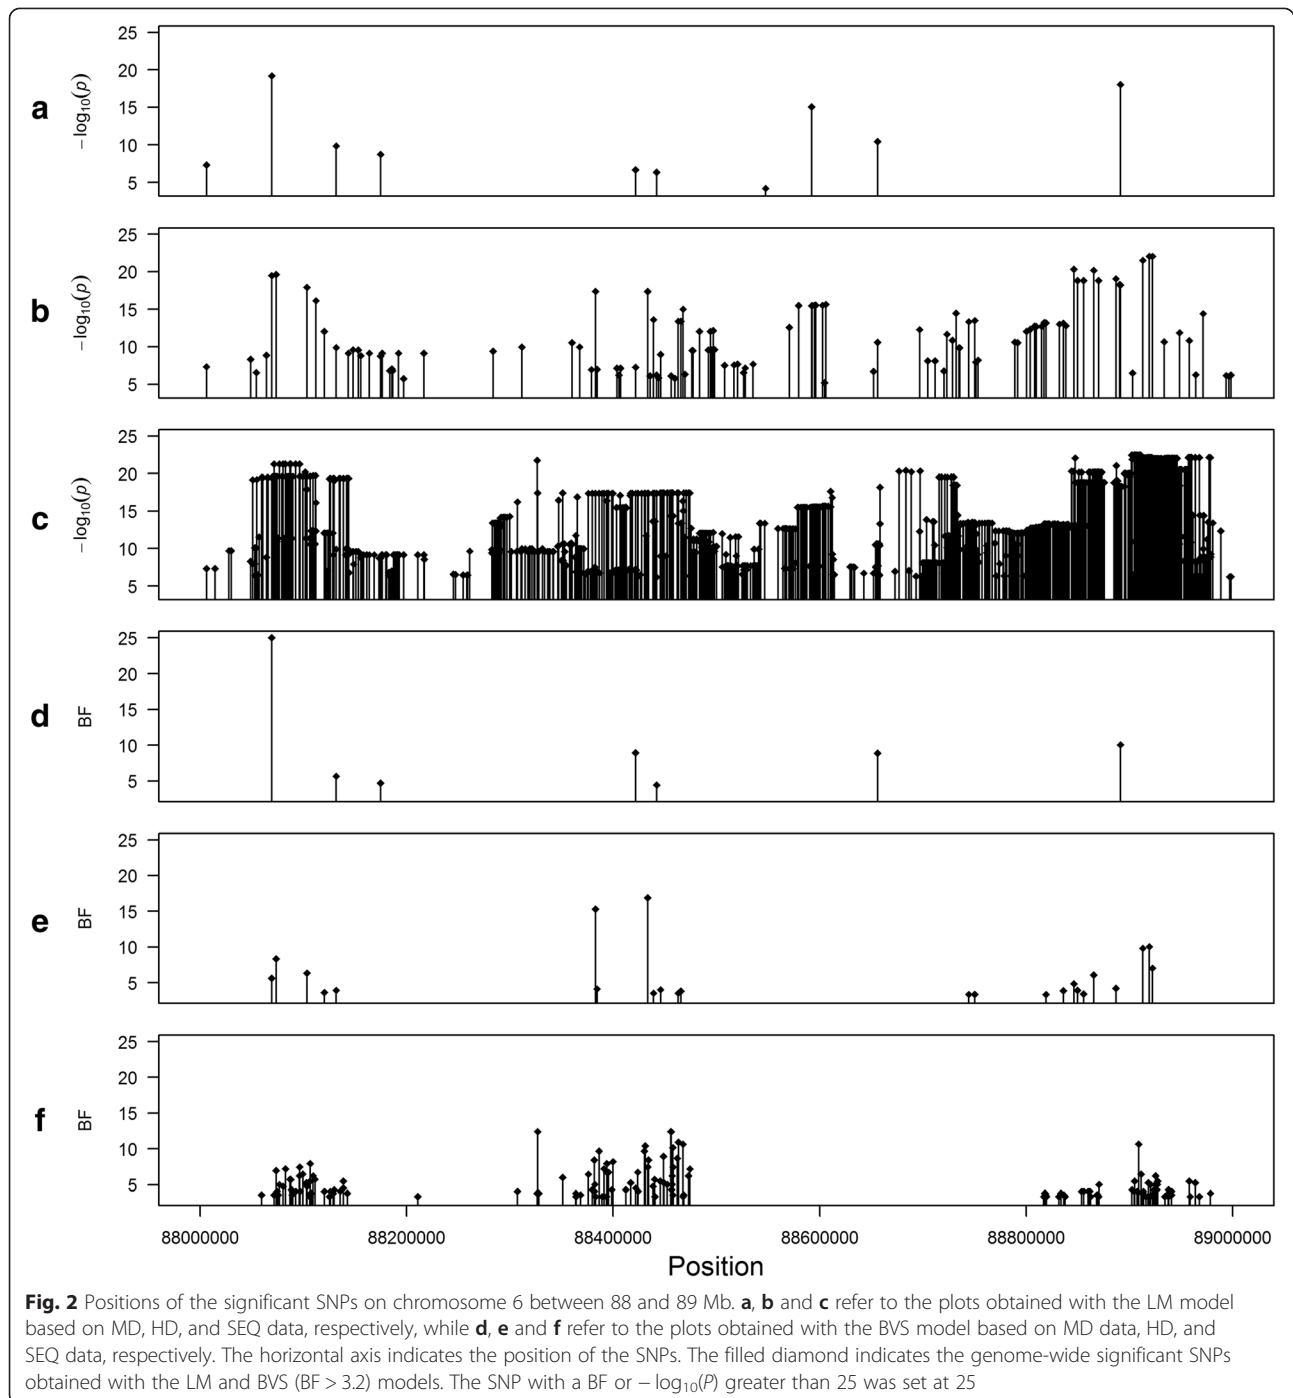 25
20
15
10
5
a
−log10(p)
25
20
15
10
5
b
−log10(p)
25
20
15
10
5
c
−log10(p)
25
20
15
10
5
d
BF
25
20
15
10
5
e
BF
25
20
15
10
5
f
BF
88000000 88200000 88400000 88600000 88800000 89000000
Position
Fig. 2 Positions of the significant SNPs on chromosome 6 between 88 and 89 Mb. a, b and c refer to the plots obtained with the LM model
based on MD, HD, and SEQ data, respectively, while d, e and f refer to the plots obtained with the BVS model based on MD data, HD, and
SEQ data, respectively. The horizontal axis indicates the position of the SNPs. The filled diamond indicates the genome-wide significant SNPs
obtained with the LM and BVS (BF > 3.2) models. The SNP with a BF or − log10(P) greater than 25 was set at 25